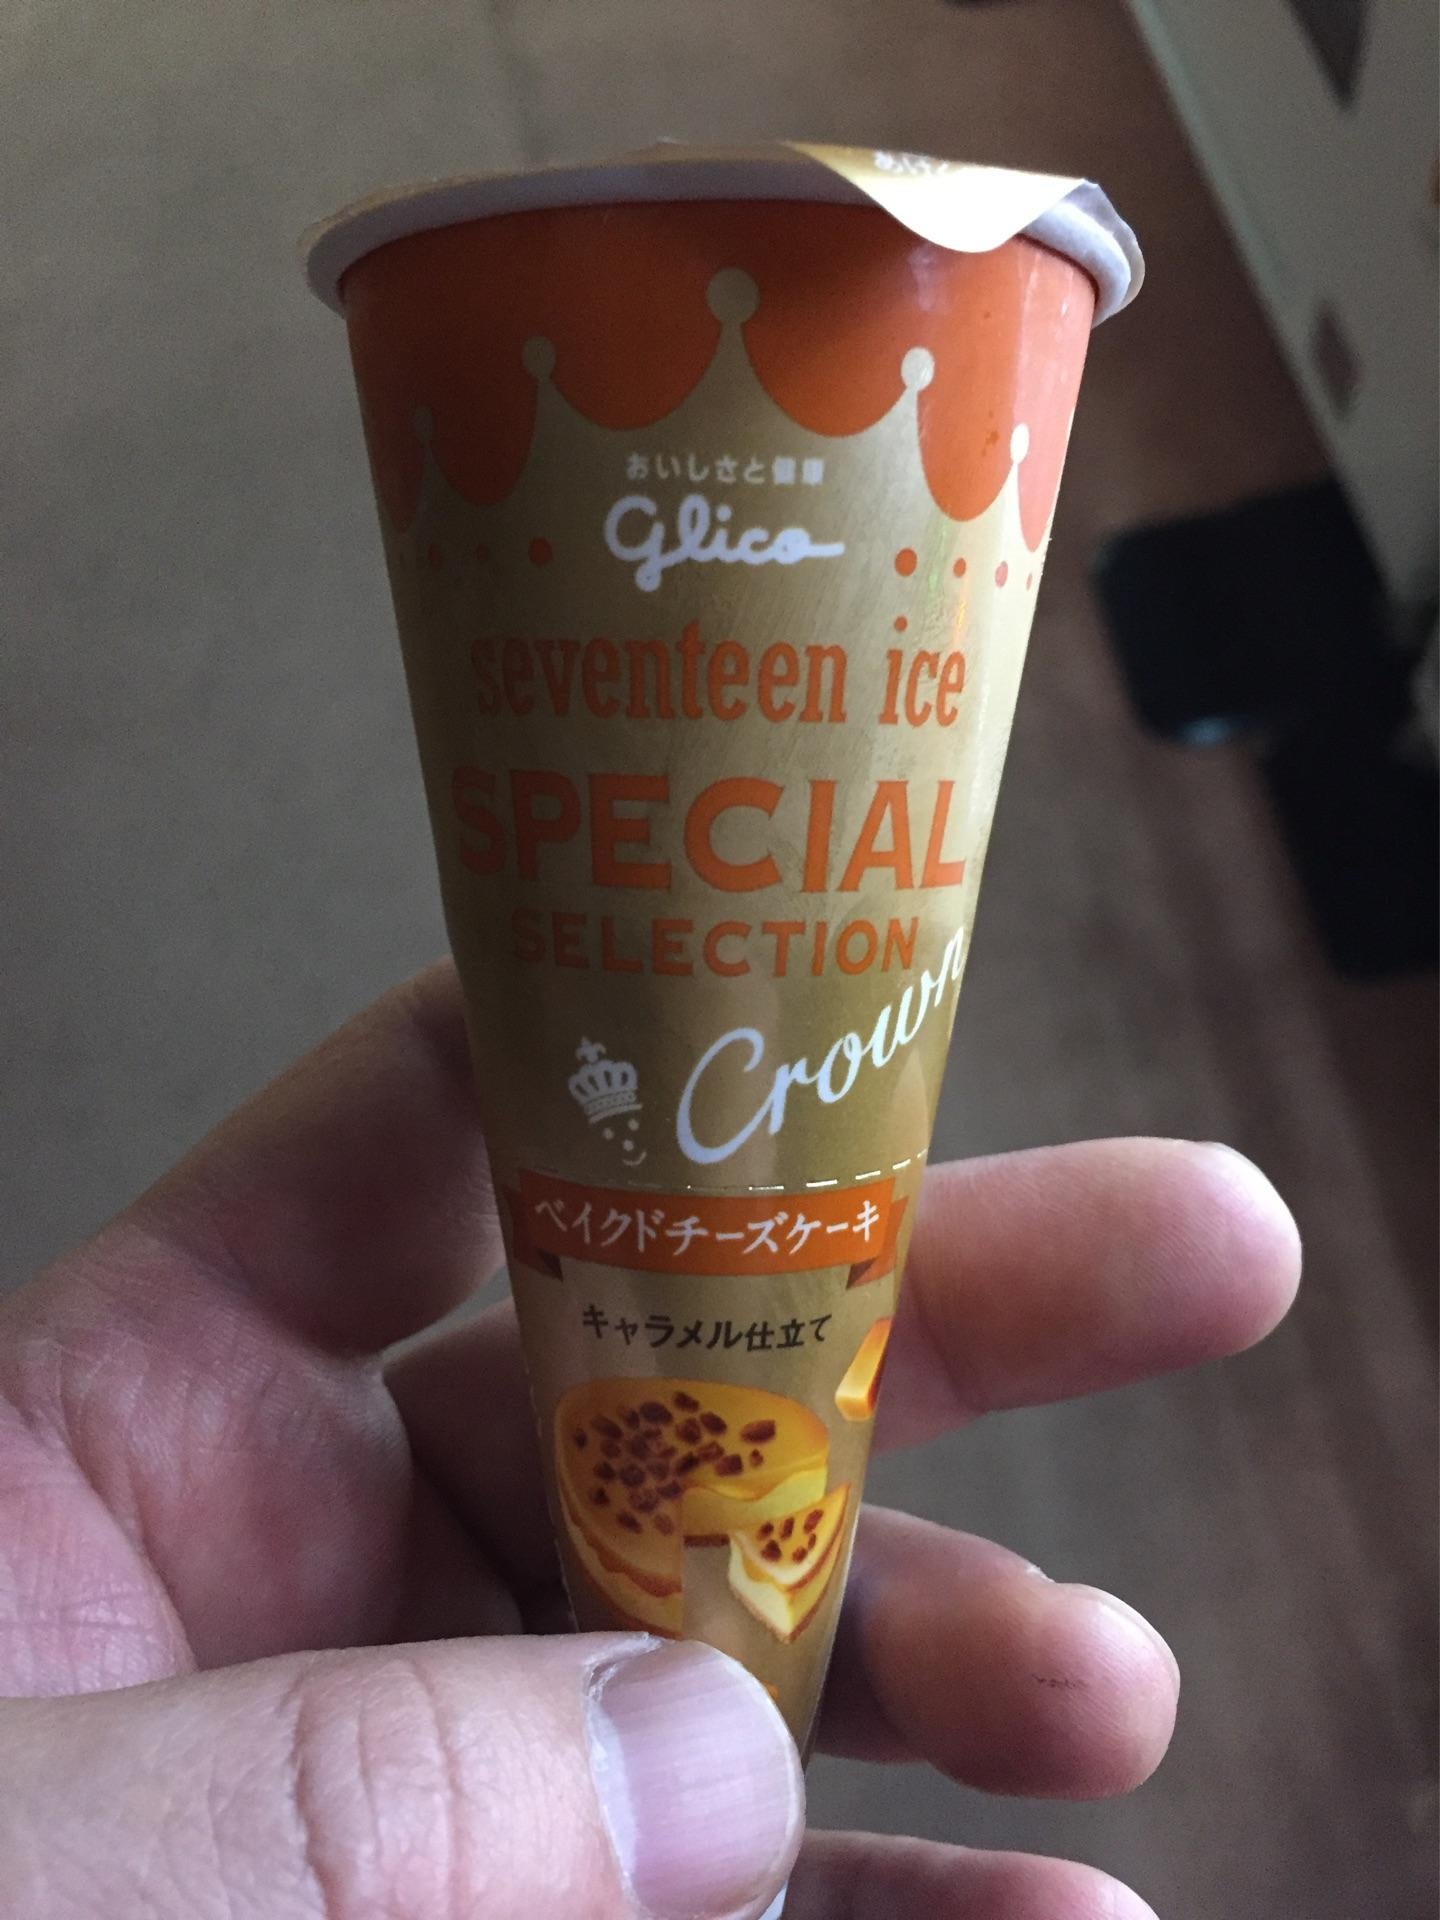 おいしさと健康
Glico
seventeen ice
SPECIAL
SELECTION
Crown
ベイクドチーズケーキ
キャラメル仕立て